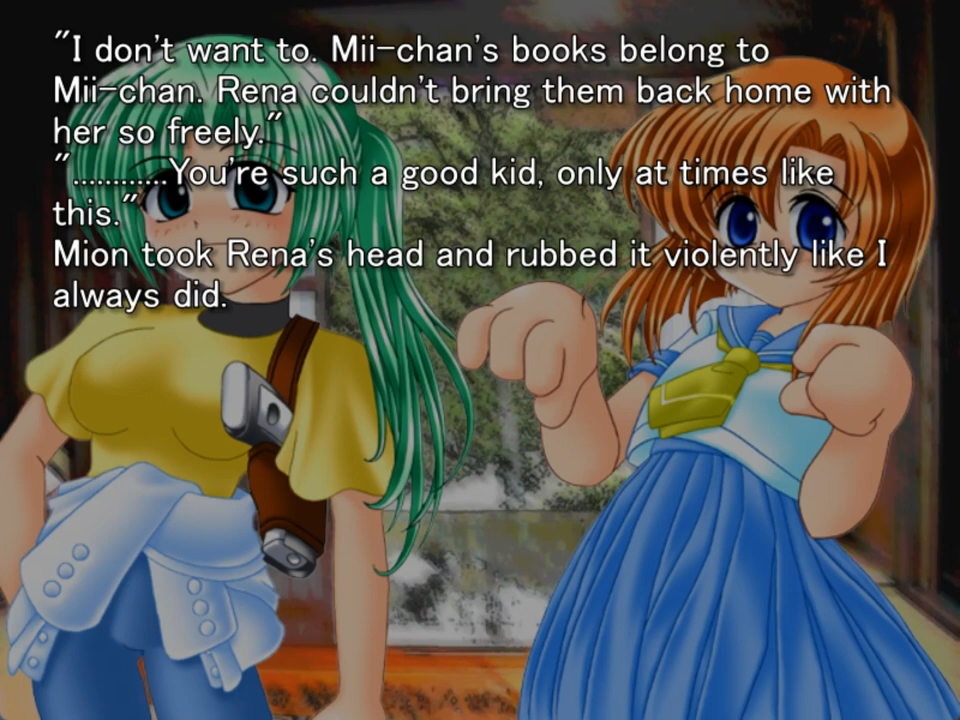 "I don't want to. Mii-chan's books belong to
Mii-chan. Rena couldn't bring them back home with
her so freely."
"............You're such a good kid, only at times like
this."
Mion took Rena's head and rubbed it violently like I
always did.